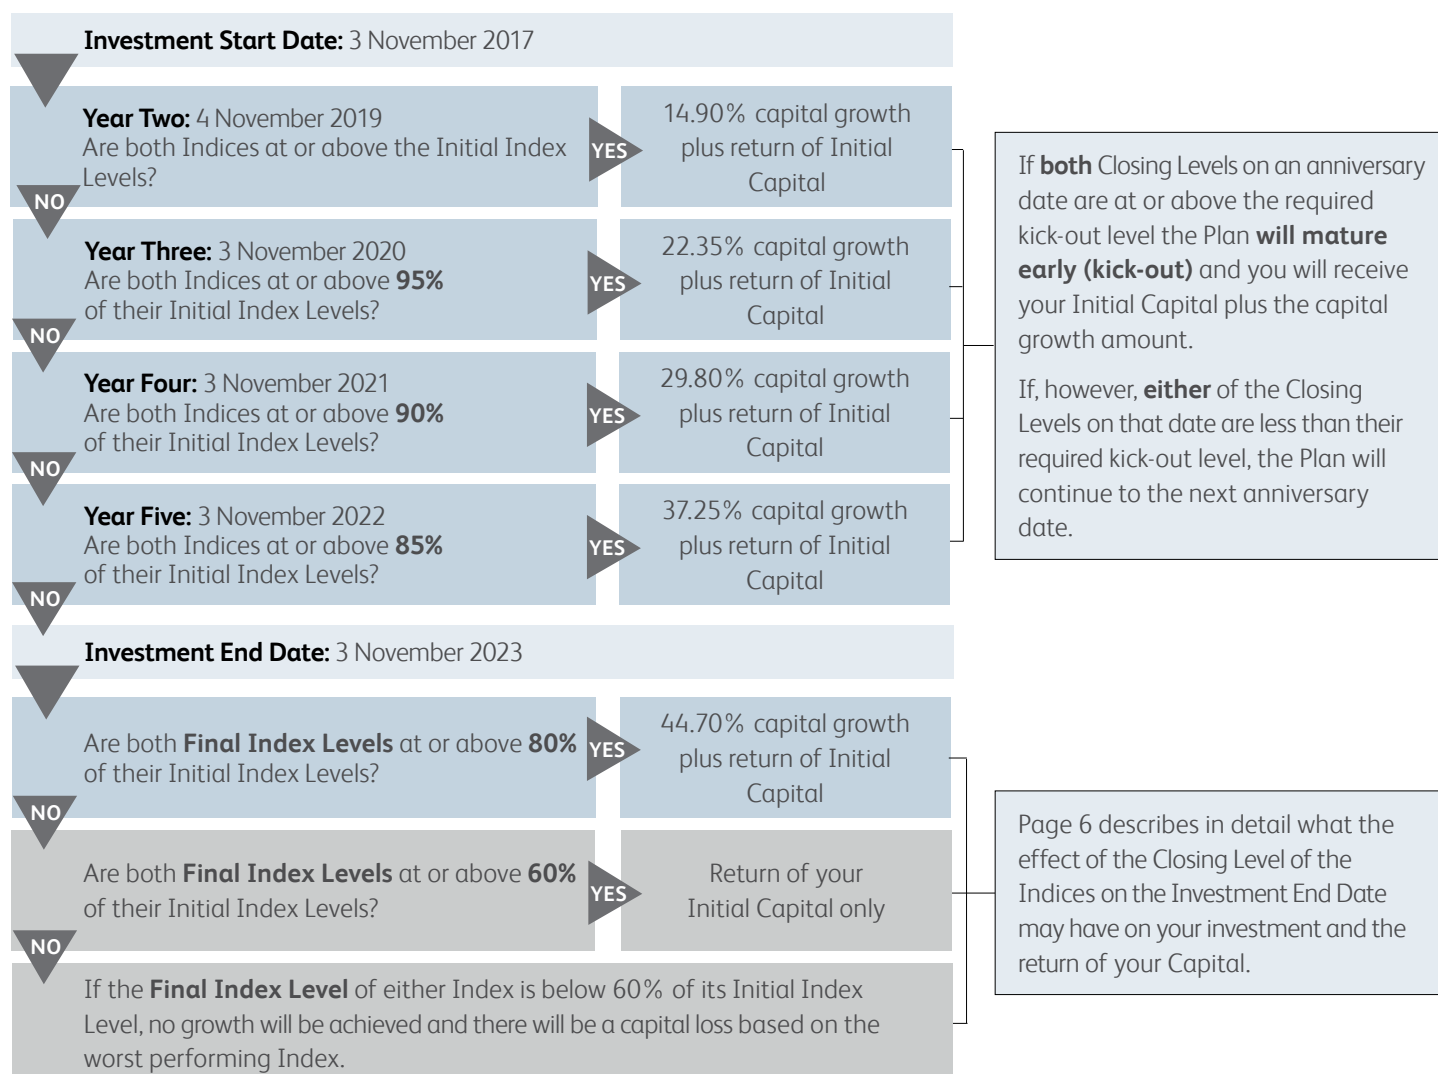 Investment Start Date: 3 November 2017
Year Two: 4 November 2019
Are both Indices at or above the Initial Index
Levels?
YES
14.90% capital growth
plus return of Initial
Capital
NO
Year Three: 3 November 2020
Are both Indices at or above 95%
of their Initial Index Levels?
YES
22.35% capital growth
plus return of Initial
Capital
NO
Year Four: 3 November 2021
Are both Indices at or above 90%
of their Initial Index Levels?
YES
29.80% capital growth
plus return of Initial
Capital
NO
Year Five: 3 November 2022
Are both Indices at or above 85%
of their Initial Index Levels?
YES
37.25% capital growth
plus return of Initial
Capital
NO
If both Closing Levels on an anniversary
date are at or above the required
kick-out level the Plan will mature
early (kick-out) and you will receive
your Initial Capital plus the capital
growth amount.
If, however, either of the Closing
Levels on that date are less than their
required kick-out level, the Plan will
continue to the next anniversary
date.
Investment End Date: 3 November 2023
Are both Final Index Levels at or above 80%
of their Initial Index Levels?
YES
44.70% capital growth
plus return of Initial
Capital
NO
Are both Final Index Levels at or above 60%
of their Initial Index Levels?
YES
Return of your
Initial Capital only
NO
If the Final Index Level of either Index is below 60% of its Initial Index
Level, no growth will be achieved and there will be a capital loss based on the
worst performing Index.
Page 6 describes in detail what the
effect of the Closing Level of the
Indices on the Investment End Date
may have on your investment and the
return of your Capital.